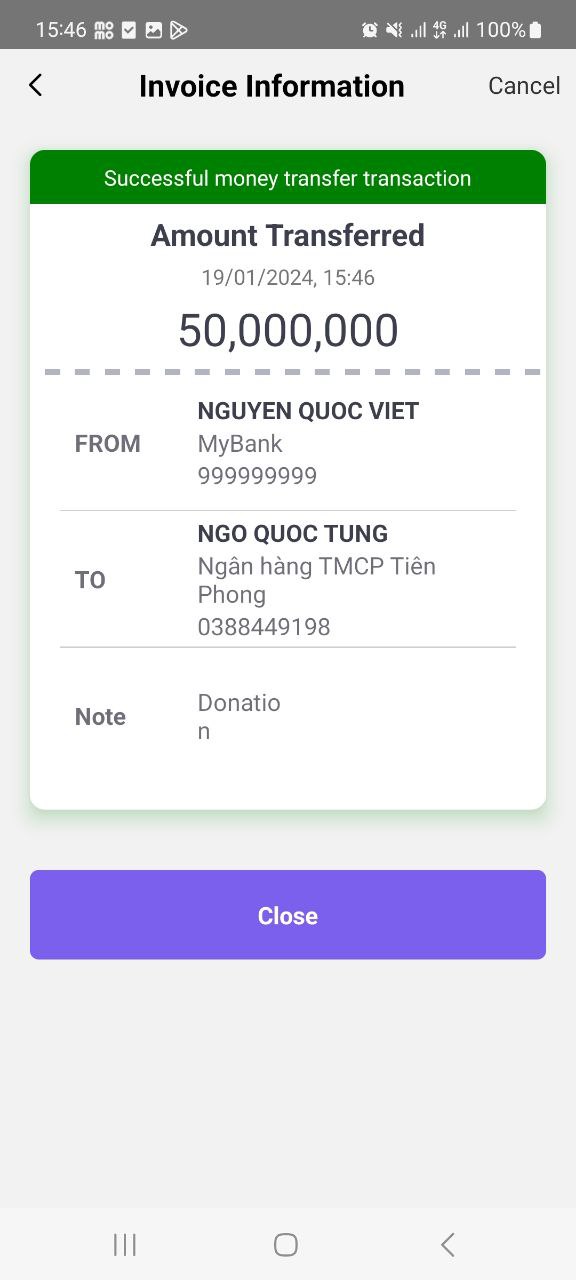 15:46 4G 100%
Invoice Information Cancel
Successful money transfer transaction
Amount Transferred
19/01/2024, 15:46
50,000,000
NGUYEN QUOC VIET
FROM MyBank
999999999
NGO QUOC TUNG
Ngân hàng TMCP Tiên
TO
Phong
0388449198
Donatio
Note
n
Close